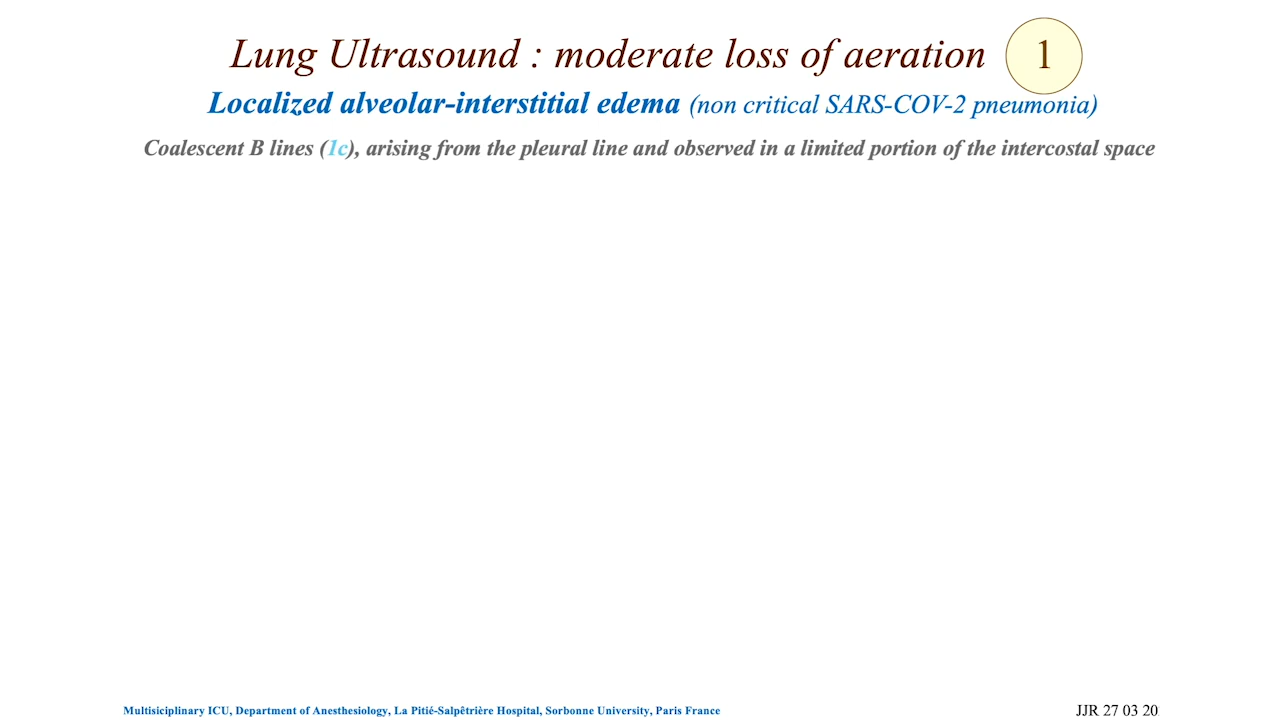 Lung Ultrasound : moderate loss of aeration 1
Localized alveolar-interstitial edema (non critical SARS-COV-2 pneumonia)
Coalescent B lines (1c), arising from the pleural line and observed in a limited portion of the intercostal space
Multisiciplinary ICU, Department of Anesthesiology, La Pitié-Salpêtrière Hospital, Sorbonne University, Paris France
JJR 27 03 20